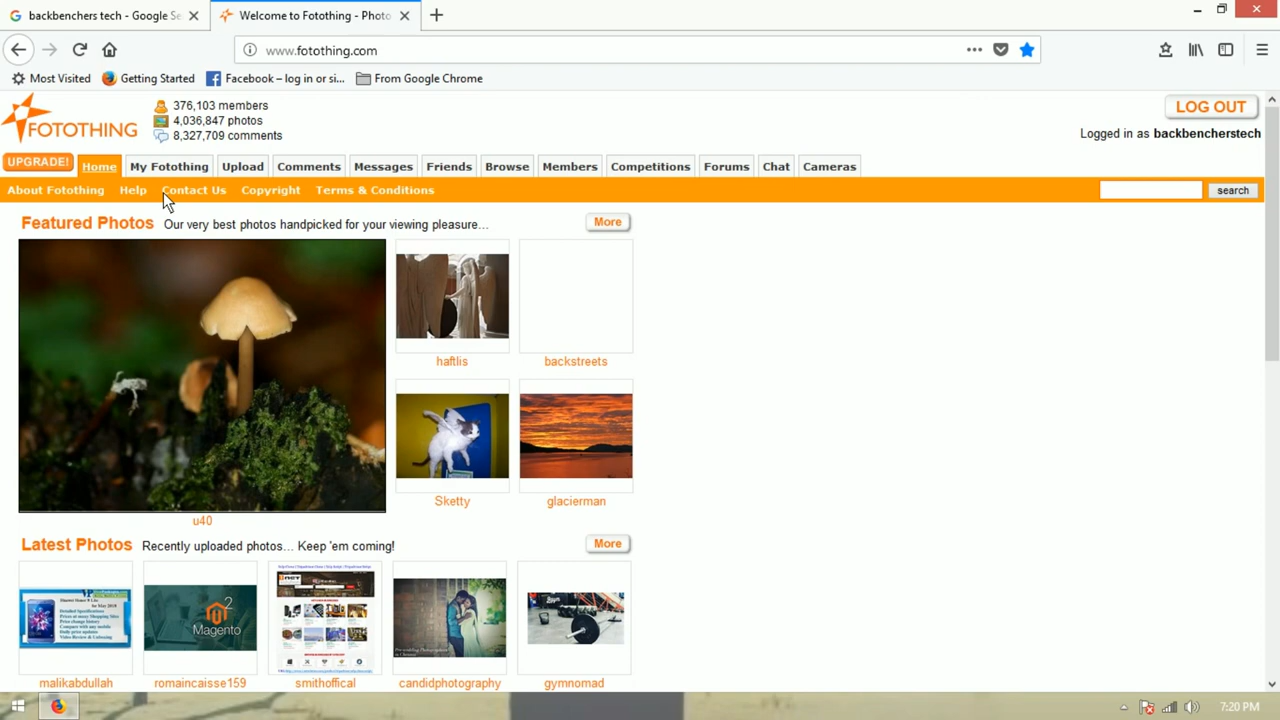 backbenchers tech - Google Se
Welcome to Fotothing - Photo
www.fotothing.com
Most Visited
Getting Started
Facebook – log in or si...
From Google Chrome
FOTOTHING
376,103 members
4,036,847 photos
8,327,709 comments
LOG OUT
Logged in as backbencherstech
UPGRADE! Home My Fotothing Upload Comments Messages Friends Browse Members Competitions Forums Chat Cameras
About Fotothing Help Contact Us Copyright Terms & Conditions search
Featured Photos Our very best photos handpicked for your viewing pleasure... More
haftlis backstreets
Sketty glacierman
u40
Latest Photos Recently uploaded photos... Keep 'em coming! More
Magento 2
malikabdullah romaincaisse159 smithoffical candidphotography gymnomad
7:20 PM